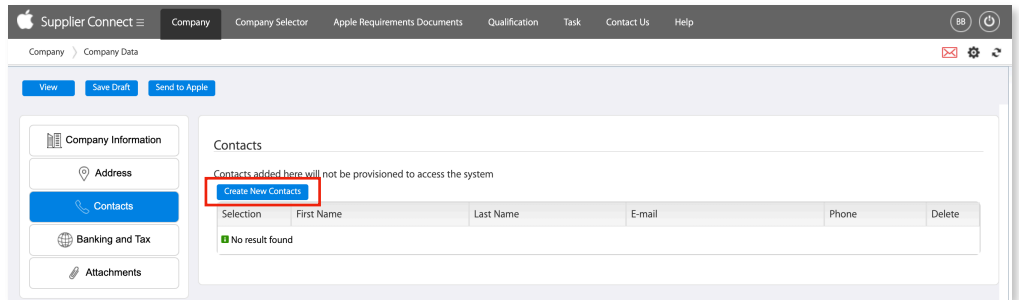 Supplier Connect Company Company Selector Apple Requirements Documents Qualification Task Contact Us Help BB
Company Company Data
View Save Draft Send to Apple
Company Information
Address
Contacts
Banking and Tax
Attachments
Contacts
Contacts added here will not be provisioned to access the system
Create New Contacts
Selection First Name Last Name E-mail Phone Delete
No result found